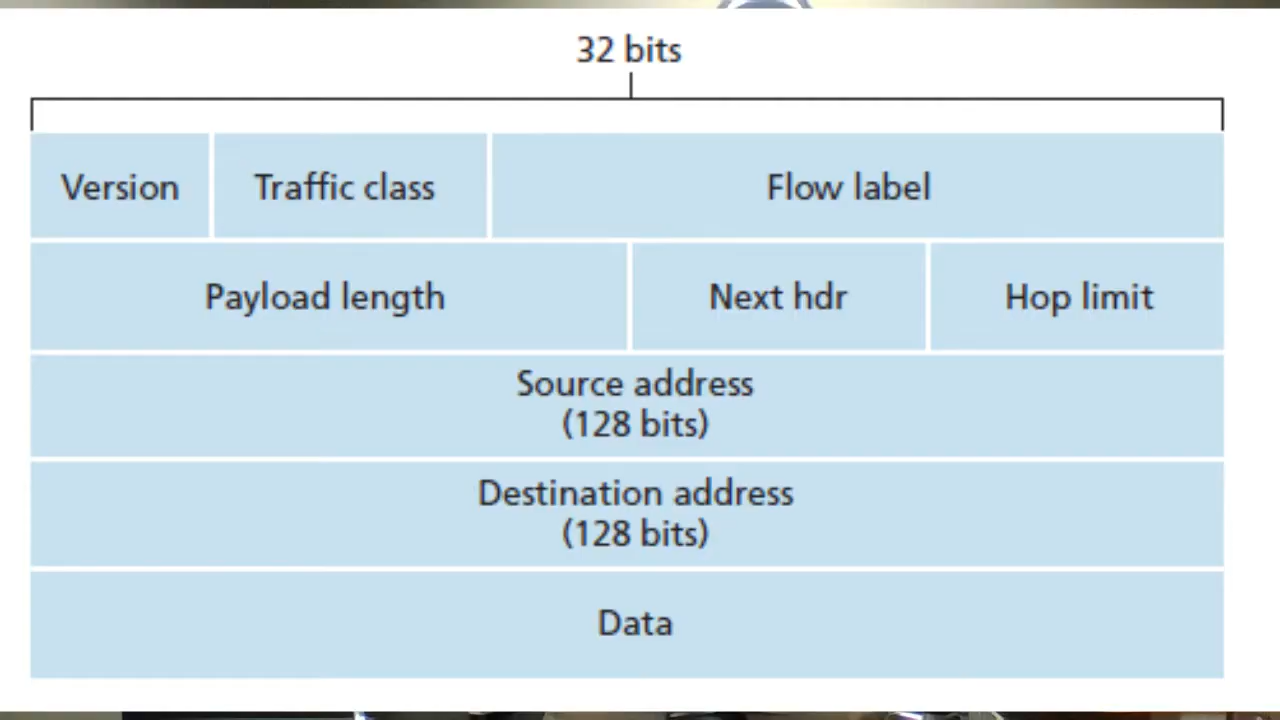 32 bits
Version Traffic class Flow label
Payload length Next hdr Hop limit
Source address
(128 bits)
Destination address
(128 bits)
Data